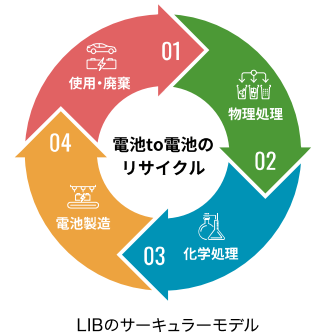 01
使用・廃棄
物理処理
02
化学処理
03
電池製造
04
電池to電池の
リサイクル
LIBのサーキュラーモデル